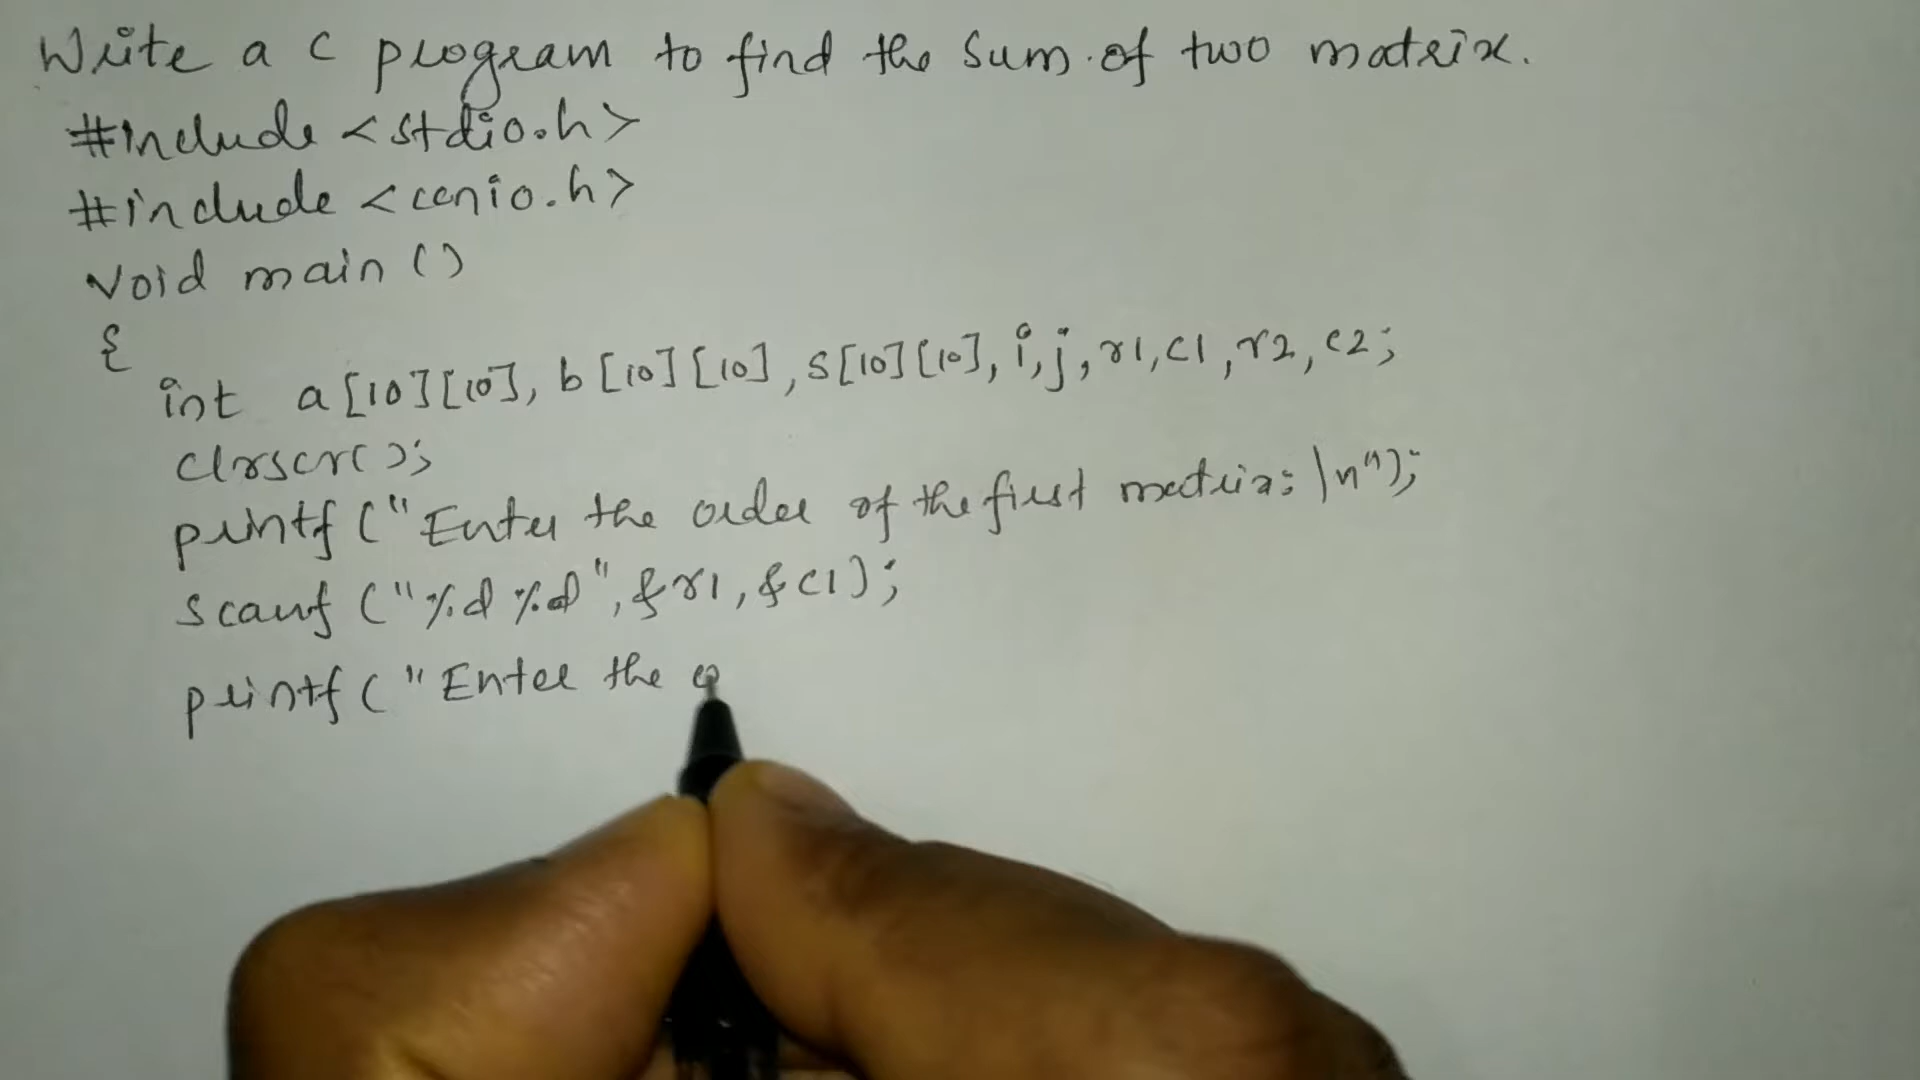 Write a C program to find the sum of two matrix.
#include <stdio.h>
#include <conio.h>
void main ()
{
int a[10][10], b[10][10], s[10][10], i, j, r1, c1, r2, c2;
clrscr();
printf ("Enter the order of the first matrix: \n");
scanf ("%d %d", &r1, &c1);
printf ("Enter the o